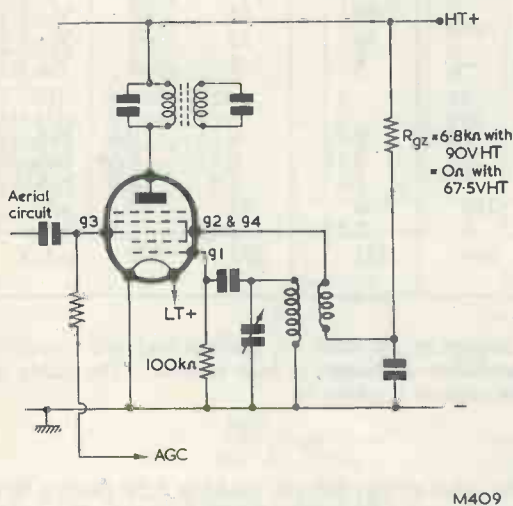 HT+
Rgz = 6·8kΩ with
90V HT
= 0Ω with
67·5V HT
Aerial
circuit
g3
g2 & g4
g1
LT+
100kΩ
AGC
M409